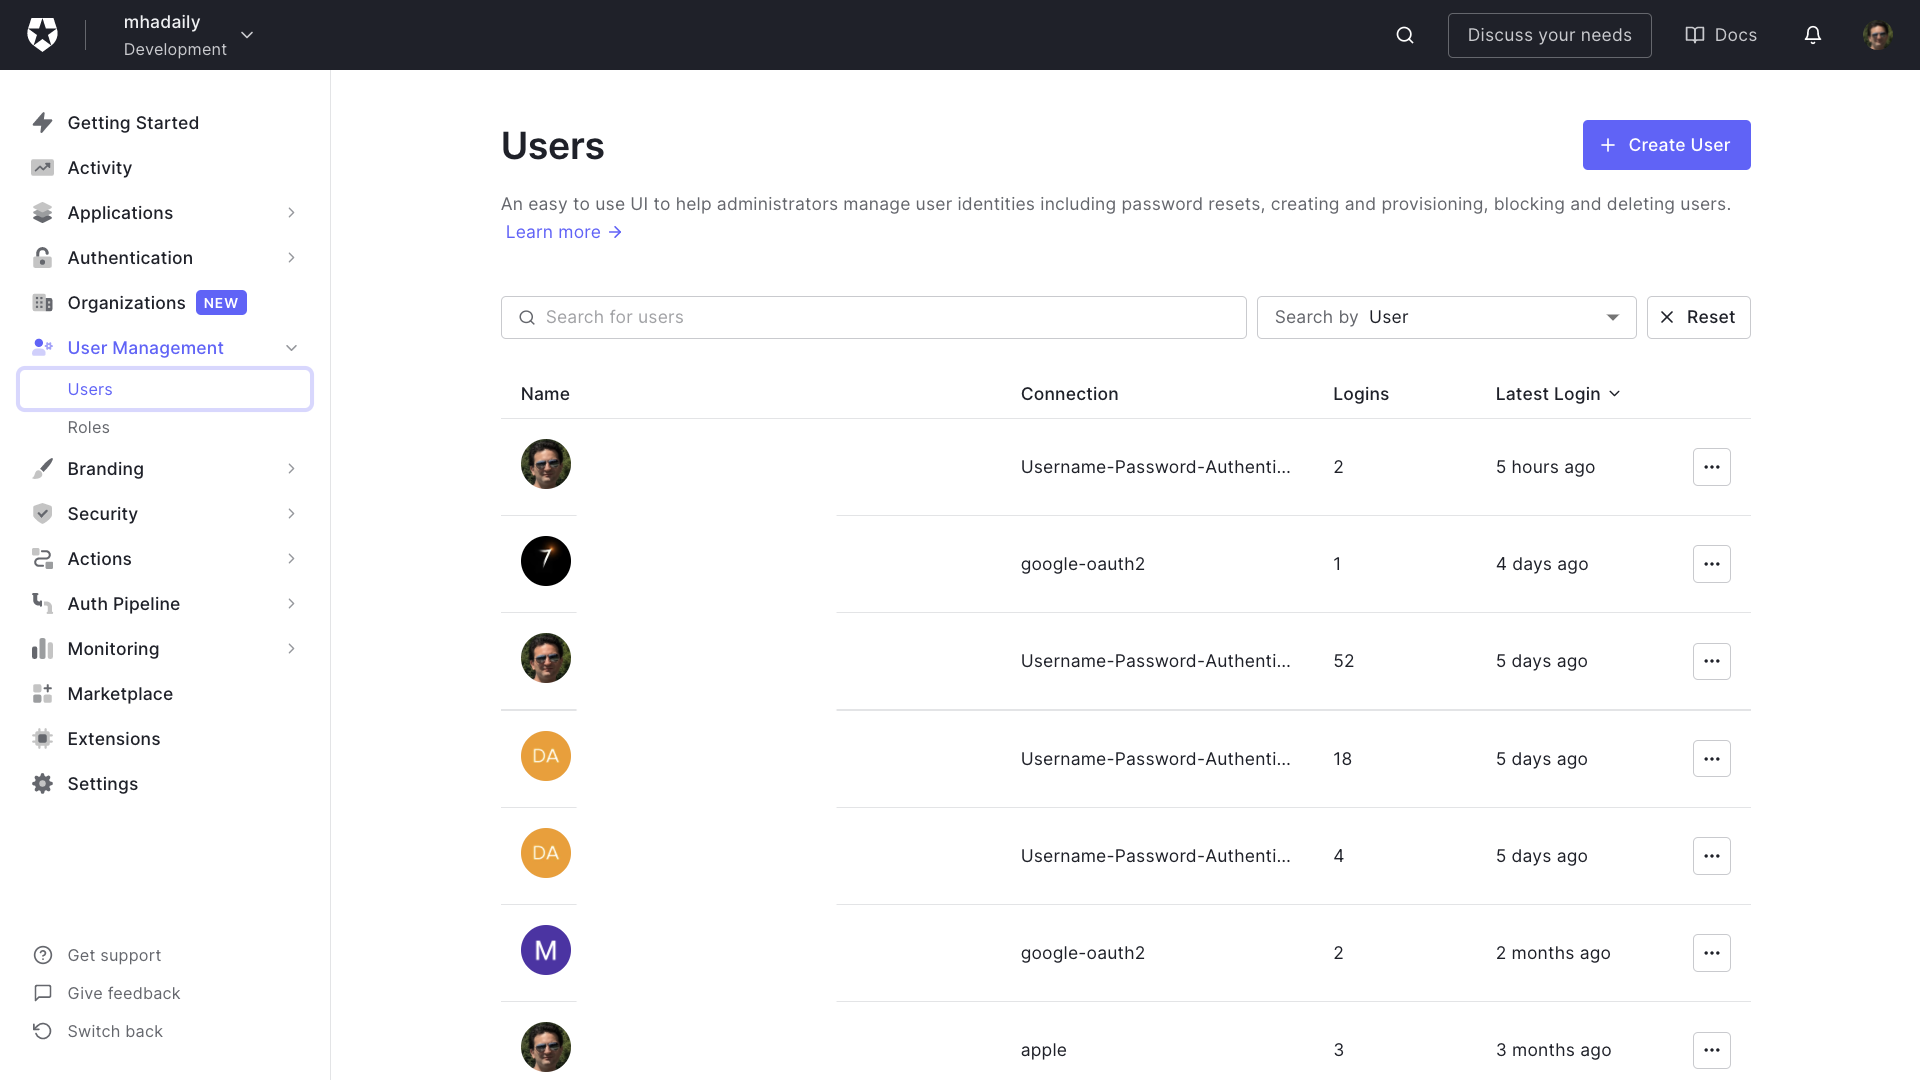 mhadaily
Development
Discuss your needs
Docs
Getting Started
Activity
Applications
Authentication
Organizations NEW
User Management
Users
Roles
Branding
Security
Actions
Auth Pipeline
Monitoring
Marketplace
Extensions
Settings
Get support
Give feedback
Switch back
Users
+ Create User
An easy to use UI to help administrators manage user identities including password resets, creating and provisioning, blocking and deleting users.
Learn more →
Search for users
Search by User
Reset
Name Connection Logins Latest Login
Username-Password-Authenti... 2 5 hours ago
7 google-oauth2 1 4 days ago
Username-Password-Authenti... 52 5 days ago
DA Username-Password-Authenti... 18 5 days ago
DA Username-Password-Authenti... 4 5 days ago
M google-oauth2 2 2 months ago
apple 3 3 months ago